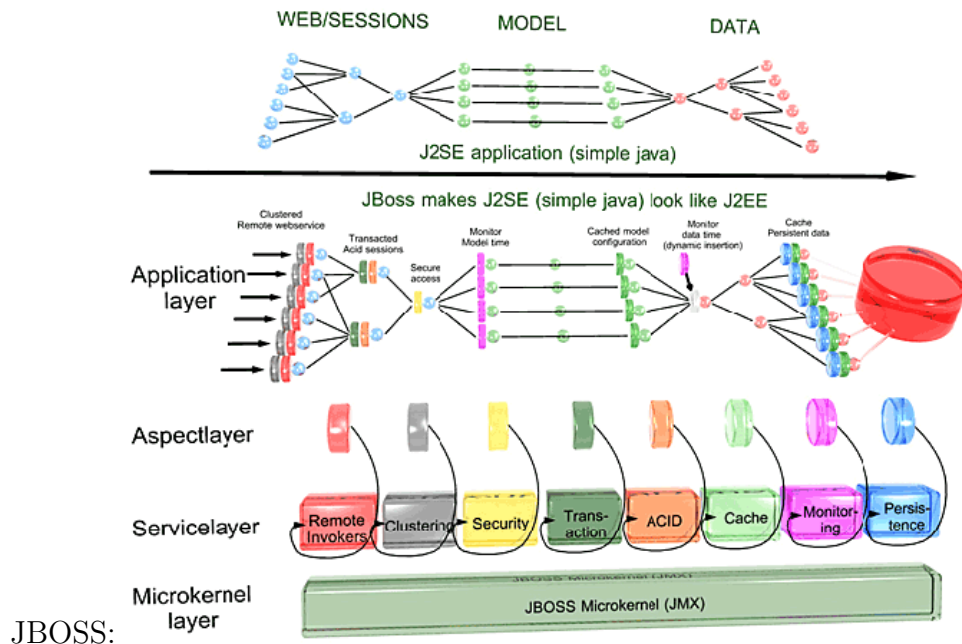 WEB/SESSIONS
MODEL
DATA
J2SE application (simple java)
JBoss makes J2SE (simple java) look like J2EE
Clustered
Remote webservice
Transacted
Acid sessions
Secure
access
Monitor
Model time
Cached model
configuration
Monitor
data time
(dynamic insertion)
Cache
Persistent data
Application
layer
Aspectlayer
Servicelayer
Remote
Invokers
Clustering
Security
Trans-
action
ACID
Cache
Monitor-
ing
Persis-
tence
Microkernel
layer
JBOSS Microkernel (JMX)
JBOSS Microkernel (JMX)
JBOSS: